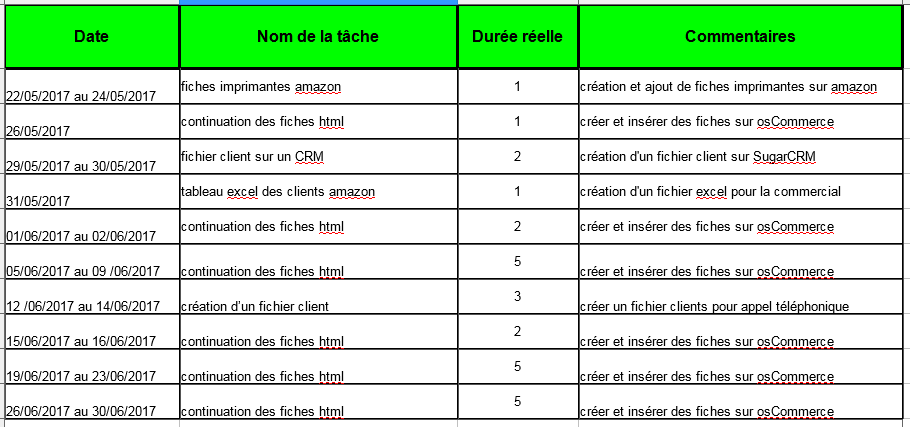 Date Nom de la tâche Durée réelle Commentaires
22/05/2017 au 24/05/2017 fiches imprimantes amazon 1 création et ajout de fiches imprimantes sur amazon
26/05/2017 continuation des fiches html 1 créer et insérer des fiches sur osCommerce
29/05/2017 au 30/05/2017 fichier client sur un CRM 2 création d'un fichier client sur SugarCRM
31/05/2017 tableau excel des clients amazon 1 création d'un fichier excel pour la commercial
01/06/2017 au 02/06/2017 continuation des fiches html 2 créer et insérer des fiches sur osCommerce
05/06/2017 au 09 /06/2017 continuation des fiches html 5 créer et insérer des fiches sur osCommerce
12 /06/2017 au 14/06/2017 création d'un fichier client 3 créer un fichier clients pour appel téléphonique
15/06/2017 au 16/06/2017 continuation des fiches html 2 créer et insérer des fiches sur osCommerce
19/06/2017 au 23/06/2017 continuation des fiches html 5 créer et insérer des fiches sur osCommerce
26/06/2017 au 30/06/2017 continuation des fiches html 5 créer et insérer des fiches sur osCommerce